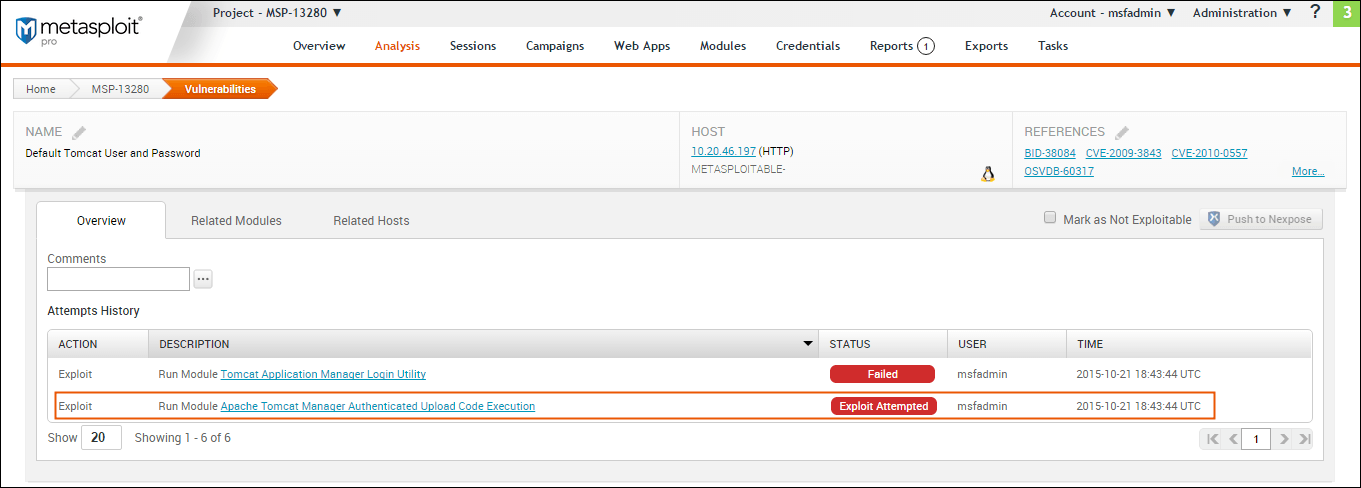 metasploit®
pro
Project - MSP-13280 ▼
Account - msfadmin ▼ Administration ▼ ? 3
Overview Analysis Sessions Campaigns Web Apps Modules Credentials Reports 1 Exports Tasks
Home MSP-13280 Vulnerabilities
NAME HOST REFERENCES
Default Tomcat User and Password 10.20.46.197 (HTTP) BID-38084 CVE-2009-3843 CVE-2010-0557
METASPLOITABLE- OSVDB-60317 More...
Overview Related Modules Related Hosts Mark as Not Exploitable Push to Nexpose
Comments
...
Attempts History
ACTION DESCRIPTION STATUS USER TIME
Exploit Run Module Tomcat Application Manager Login Utility Failed msfadmin 2015-10-21 18:43:44 UTC
Exploit Run Module Apache Tomcat Manager Authenticated Upload Code Execution Exploit Attempted msfadmin 2015-10-21 18:43:44 UTC
Show 20 Showing 1 - 6 of 6 1